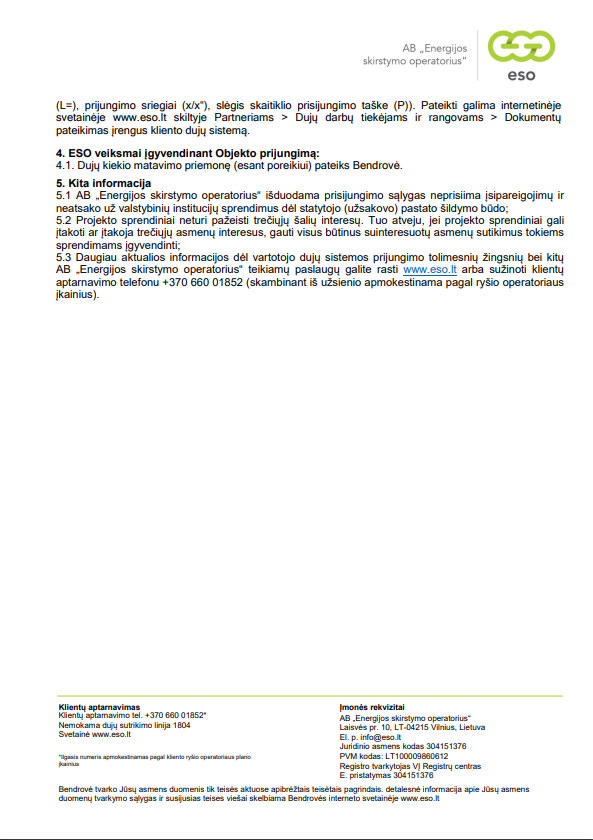 AB „Energijos
skirstymo operatorius“
eso
(L=), prijungimo sriegiai (x/x"), slėgis skaitiklio prisijungimo taške (P)). Pateikti galima internetinėje
svetainėje www.eso.lt skiltyje Partneriams > Dujų darbų tiekėjams ir rangovams > Dokumentų
pateikimas įrengus kliento dujų sistemą.
4. ESO veiksmai įgyvendinant Objekto prijungimą:
4.1. Dujų kiekio matavimo priemonę (esant poreikiui) pateiks Bendrovė.
5. Kita informacija
5.1 AB „Energijos skirstymo operatorius“ išduodama prisijungimo sąlygas neprisiima įsipareigojimų ir
neatsako už valstybinių institucijų sprendimus dėl statytojo (užsakovo) pastato šildymo būdo;
5.2 Projekto sprendiniai neturi pažeisti trečiųjų šalių interesų. Tuo atveju, jei projekto sprendiniai gali
įtakoti ar įtakoja trečiųjų asmenų interesus, gauti visus būtinus suinteresuotų asmenų sutikimus tokiems
sprendimams įgyvendinti;
5.3 Daugiau aktualios informacijos dėl vartotojo dujų sistemos prijungimo tolimesnių žingsnių bei kitų
AB „Energijos skirstymo operatorius“ teikiamų paslaugų galite rasti www.eso.lt arba sužinoti klientų
aptarnavimo telefonu +370 660 01852 (skambinant iš užsienio apmokestinama pagal ryšio operatoriaus
įkainius).
Klientų aptarnavimas
Klientų aptarnavimo tel. +370 660 01852*
Nemokama dujų sutrikimo linija 1804
Svetainė www.eso.lt
*Ilgasis numeris apmokestinamas pagal kliento ryšio operatoriaus plano
įkainius
Įmonės rekvizitai
AB „Energijos skirstymo operatorius“
Laisvės pr. 10, LT-04215 Vilnius, Lietuva
El. p. info@eso.lt
Juridinio asmens kodas 304151376
PVM kodas: LT100009860612
Registro tvarkytojas VĮ Registrų centras
E. pristatymas 304151376
Bendrovė tvarko Jūsų asmens duomenis tik teisės aktuose apibrėžtais teisėtais pagrindais. detalesnė informacija apie Jūsų asmens
duomenų tvarkymo sąlygas ir susijusias teises viešai skelbiama Bendrovės interneto svetainėje www.eso.lt